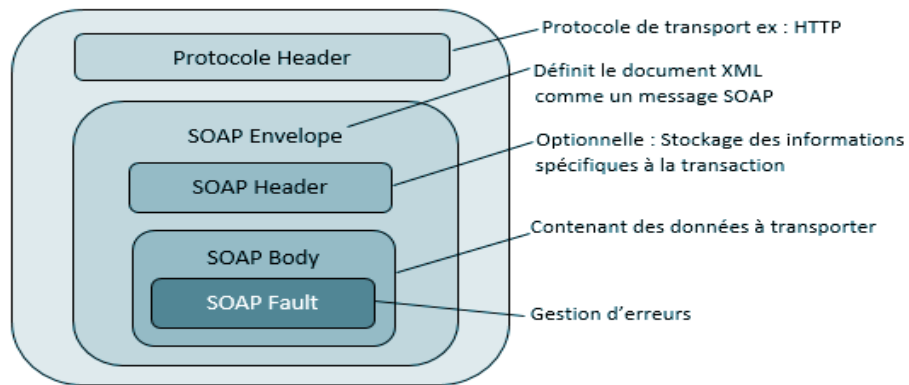 Protocole Header
Protocole de transport ex : HTTP
Définit le document XML
comme un message SOAP
SOAP Envelope
Optionnelle : Stockage des informations
spécifiques à la transaction
SOAP Header
Contenant des données à transporter
SOAP Body
SOAP Fault
Gestion d’erreurs